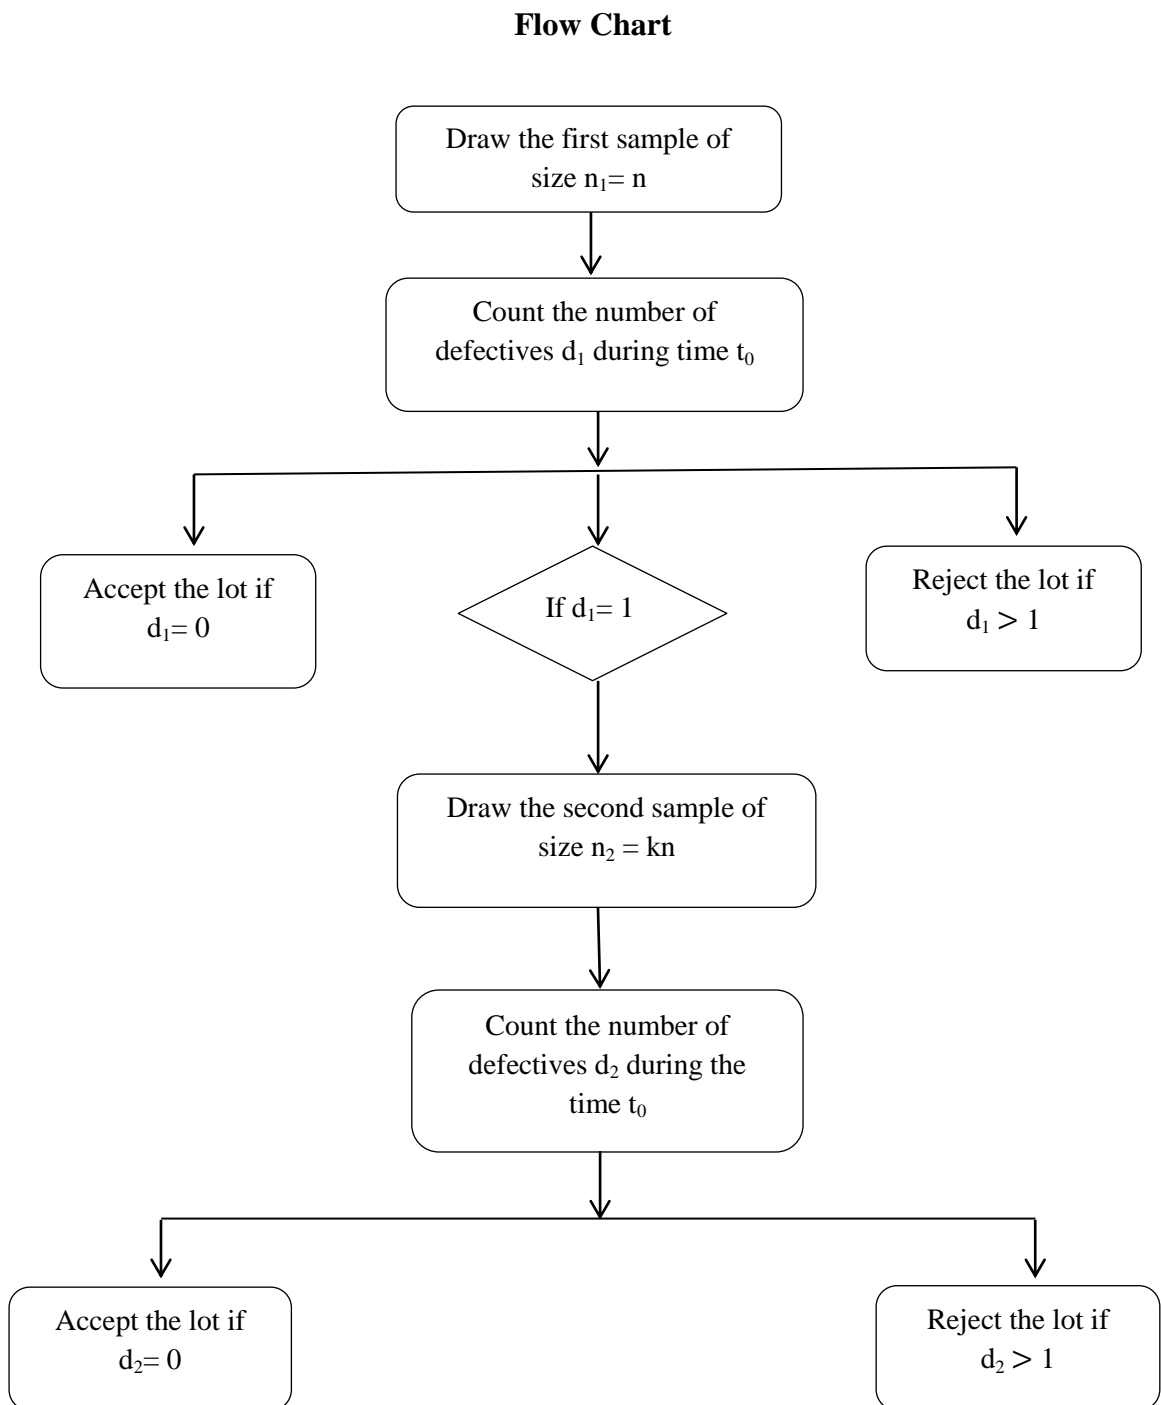 Flow Chart
Draw the first sample of
size n₁= n
Count the number of
defectives d₁ during time t₀
Accept the lot if
d₁= 0
If d₁= 1
Reject the lot if
d₁ > 1
Draw the second sample of
size n₂ = kn
Count the number of
defectives d₂ during the
time t₀
Accept the lot if
d₂= 0
Reject the lot if
d₂ > 1